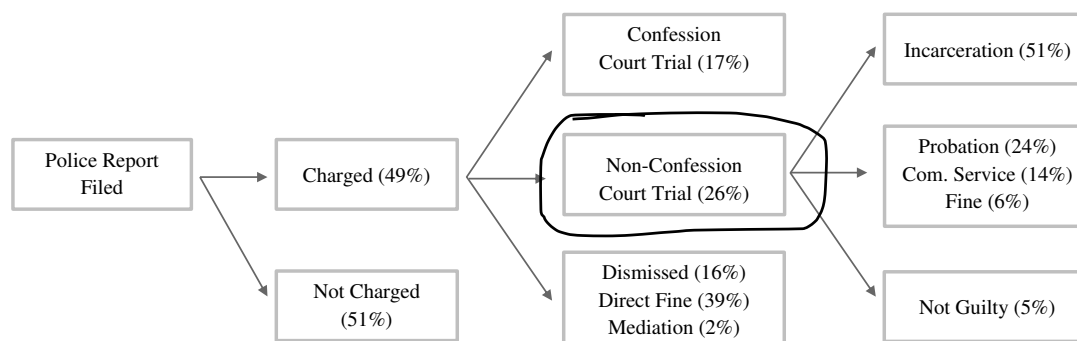 Police Report
Filed
Charged (49%)
Not Charged
(51%)
Confession
Court Trial (17%)
Non-Confession
Court Trial (26%)
Dismissed (16%)
Direct Fine (39%)
Mediation (2%)
Incarceration (51%)
Probation (24%)
Com. Service (14%)
Fine (6%)
Not Guilty (5%)